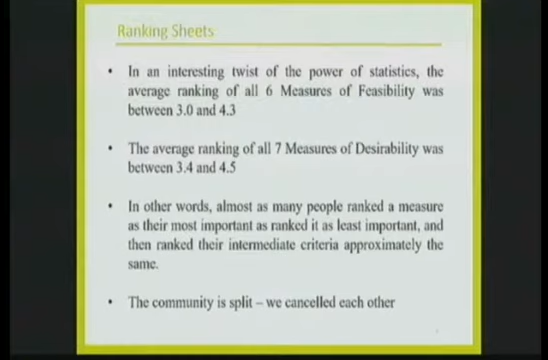 Ranking Sheets
• In an interesting twist of the power of statistics, the
average ranking of all 6 Measures of Feasibility was
between 3.0 and 4.3
• The average ranking of all 7 Measures of Desirability was
between 3.4 and 4.5
• In other words, almost as many people ranked a measure
as their most important as ranked it as least important, and
then ranked their intermediate criteria approximately the
same.
• The community is split – we cancelled each other